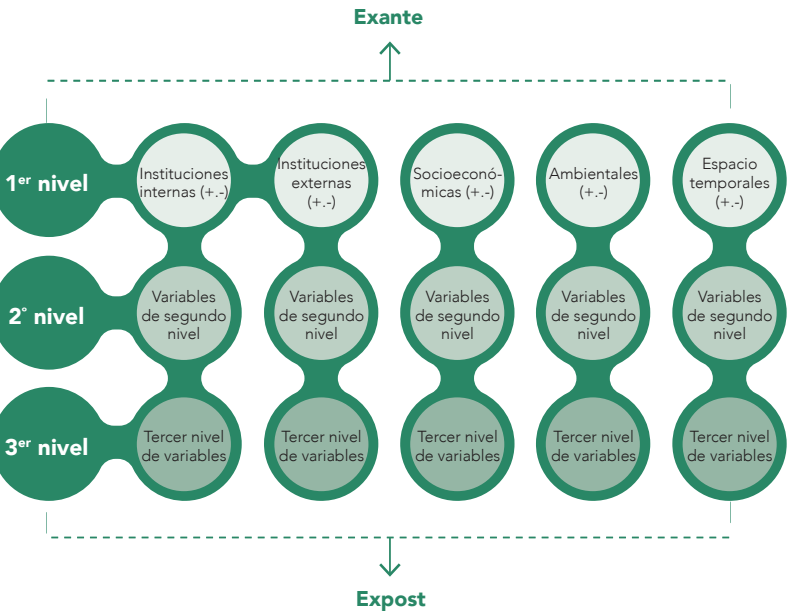 Exante
1er nivel
Instituciones
internas (+.-)
Instituciones
externas
(+.-)
Socioeconó-
micas (+.-)
Ambientales
(+.-)
Espacio
temporales
(+.-)
2° nivel
Variables
de segundo
nivel
Variables
de segundo
nivel
Variables
de segundo
nivel
Variables
de segundo
nivel
Variables
de segundo
nivel
3er nivel
Tercer nivel
de variables
Tercer nivel
de variables
Tercer nivel
de variables
Tercer nivel
de variables
Tercer nivel
de variables
Expost